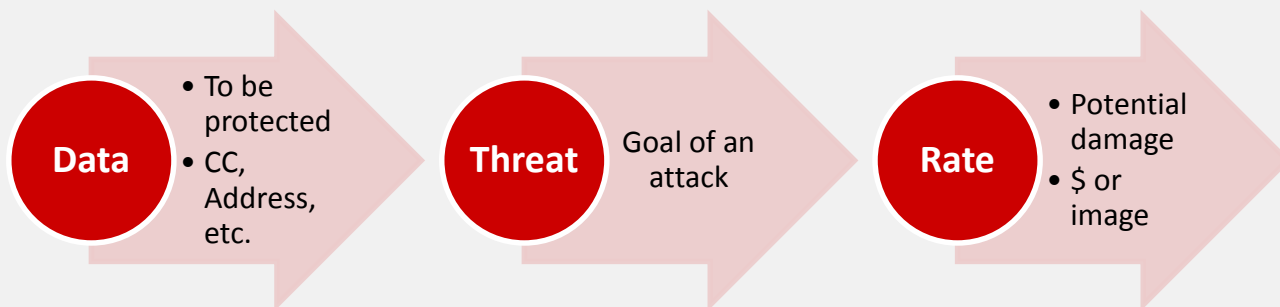 Data
• To be
protected
• CC,
Address,
etc.
Threat
Goal of an
attack
Rate
• Potential
damage
• $ or
image